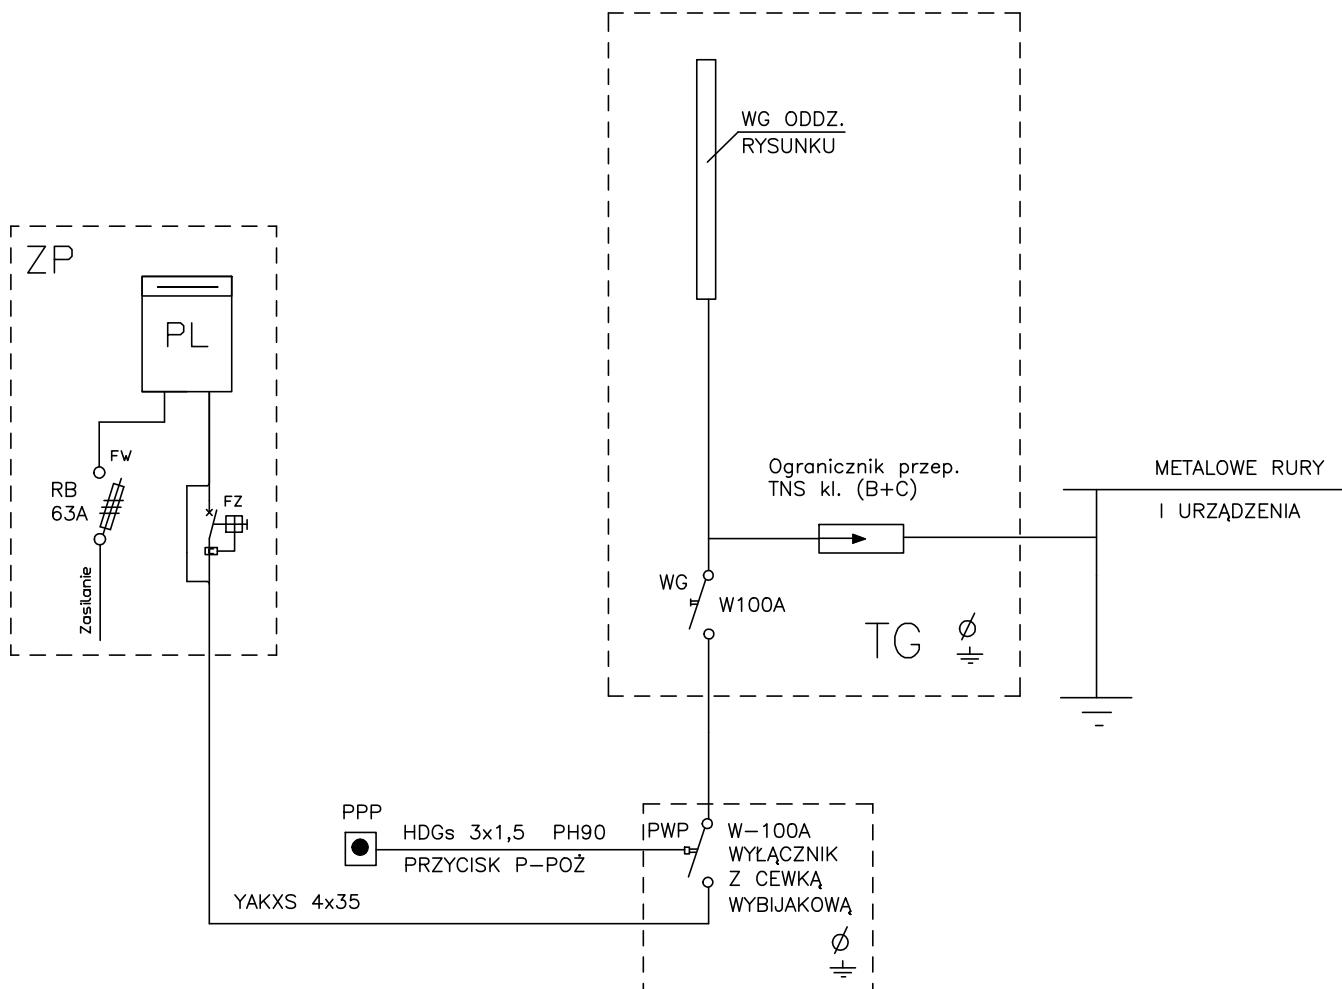 WG ODDZ.
RYSUNKU
ZP
PL
FW
RB
63A
FZ
Zasilanie
Ogranicznik przep.
TNS kl. (B+C)
METALOWE RURY
I URZĄDZENIA
WG
W100A
TG
PPP
HDGs 3x1,5 PH90
PRZYCISK P-POŻ
PWP
W-100A
WYŁĄCZNIK
Z CEWKĄ
WYBIJAKOWĄ
YAKXS 4x35